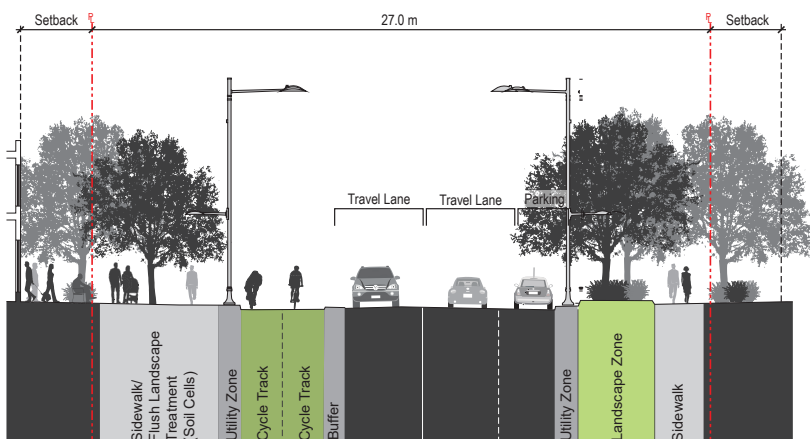 Setback
27.0 m
Setback
Travel Lane
Travel Lane
Parking
Sidewalk/
Flush Landscape
Treatment
(Soil Cells)
Utility Zone
Cycle Track
Cycle Track
Buffer
Utility Zone
Landscape Zone
Sidewalk